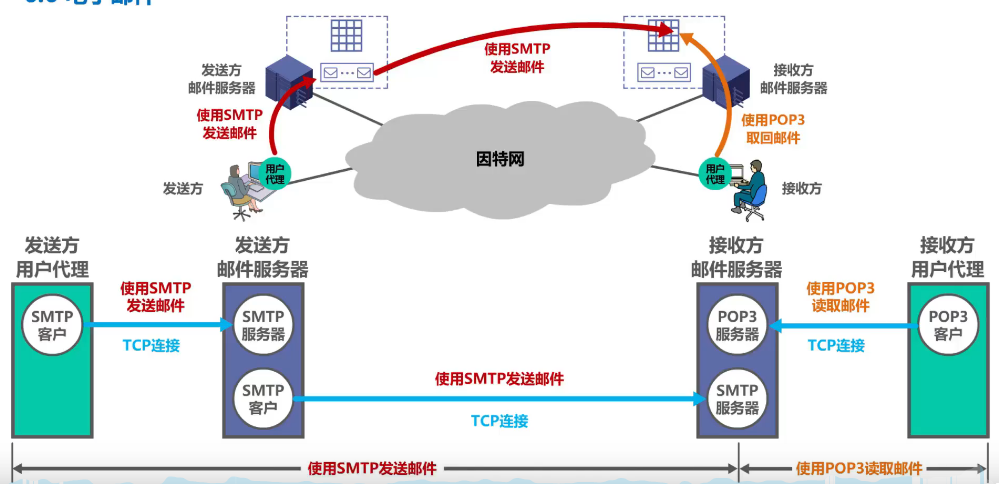 使用SMTP
发送邮件
发送方
邮件服务器
接收方
邮件服务器
使用SMTP
发送邮件
使用POP3
取回邮件
因特网
发送方
用户
代理
用户
代理
接收方
发送方
用户代理
发送方
邮件服务器
接收方
邮件服务器
接收方
用户代理
使用SMTP
发送邮件
使用POP3
读取邮件
SMTP
客户
SMTP
服务器
POP3
服务器
POP3
客户
TCP连接
TCP连接
使用SMTP发送邮件
SMTP
客户
SMTP
服务器
TCP连接
使用SMTP发送邮件
使用POP3读取邮件